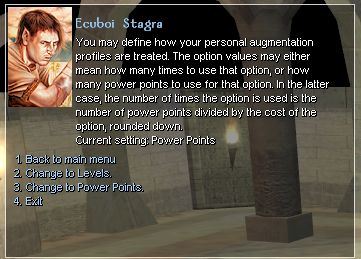 Ecuboi Stagra
You may define how your personal augmentation
profiles are treated. The option values may either
mean how many times to use that option, or how
many power points to use for that option. In the latter
case, the number of times the option is used is the
number of power points divided by the cost of the
option, rounded down.
Current setting: Power Points
1. Back to main menu
2. Change to Levels.
3. Change to Power Points.
4. Exit